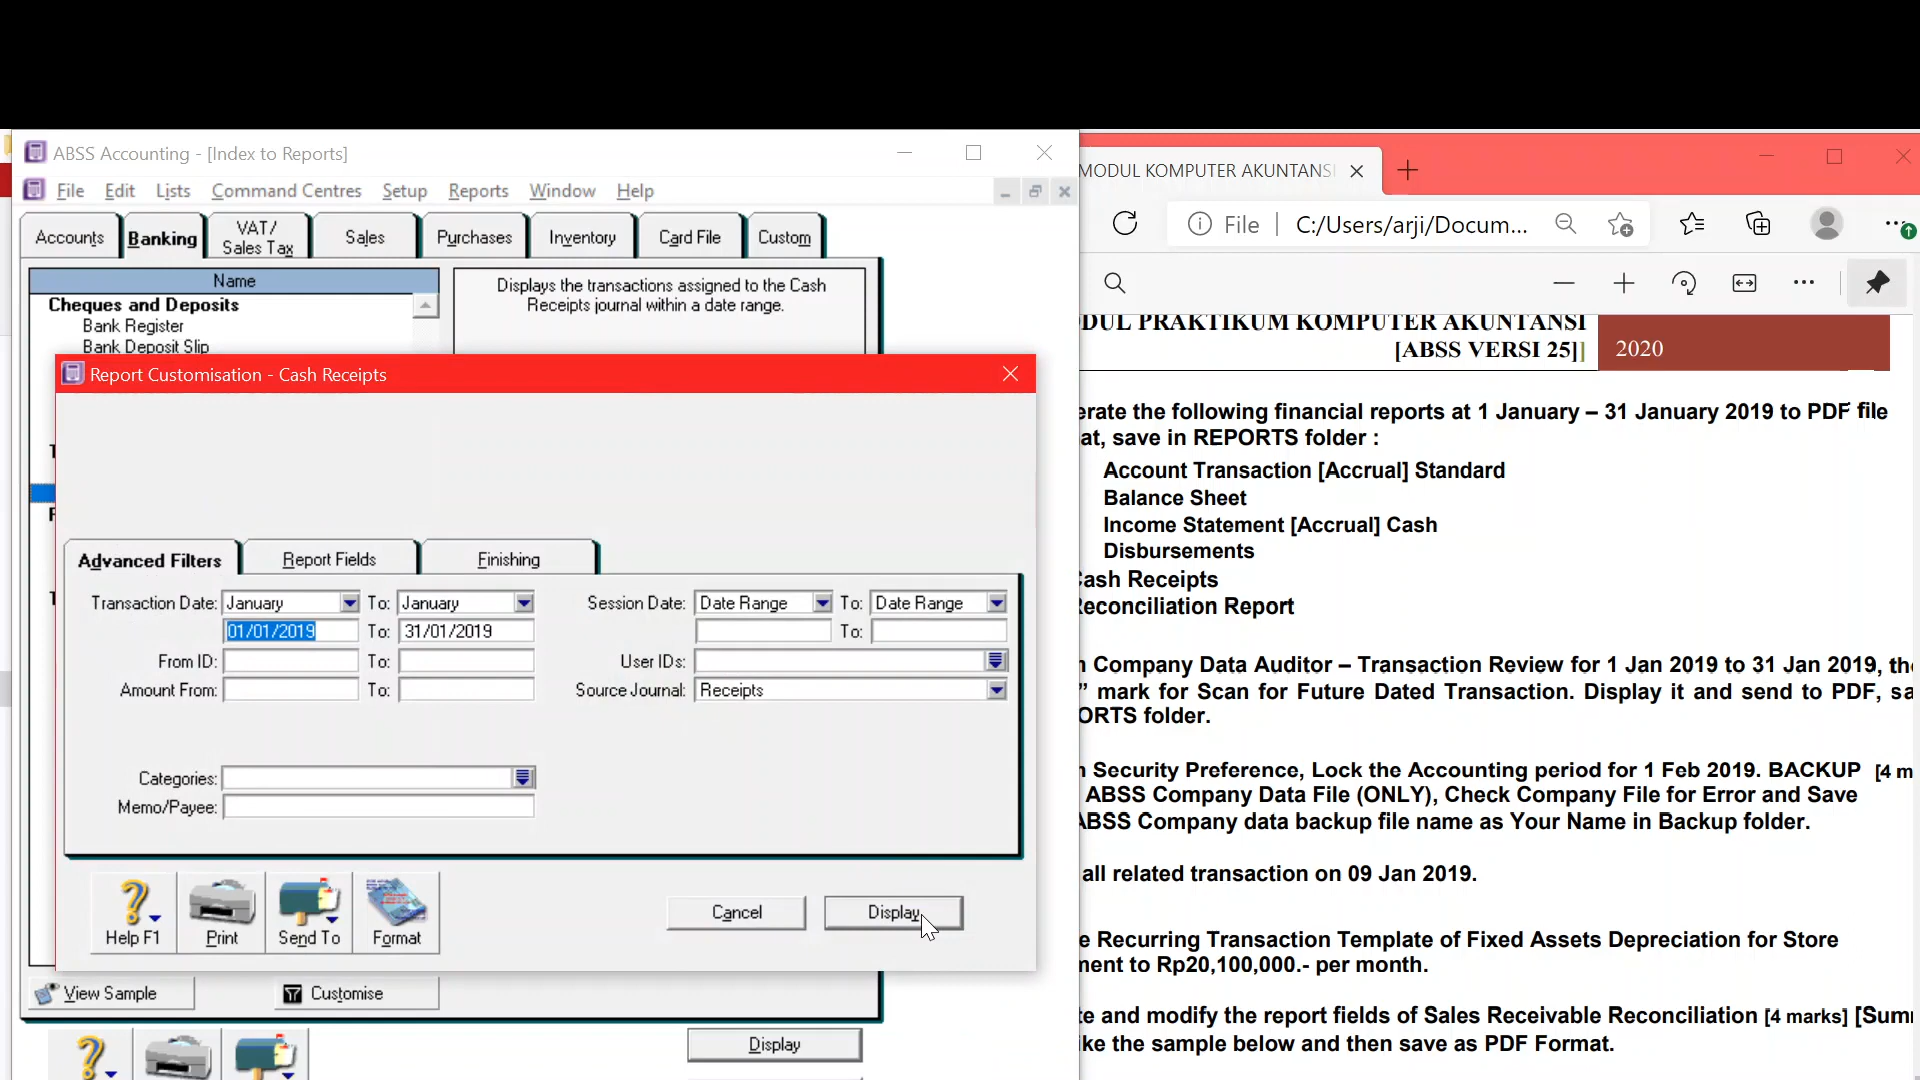 ABSS Accounting - [Index to Reports]
File Edit Lists Command Centres Setup Reports Window Help
Accounts Banking VAT/ Sales Tax Sales Purchases Inventory Card File Custom
Name
Cheques and Deposits
Bank Register
Bank Deposit Slip
Displays the transactions assigned to the Cash
Receipts journal within a date range.
Report Customisation - Cash Receipts
Advanced Filters Report Fields Finishing
Transaction Date: January To: January
01/01/2019 To: 31/01/2019
From ID: To:
Amount From: To:
Session Date: Date Range To: Date Range
To:
User IDs:
Source Journal: Receipts
Categories:
Memo/Payee:
Help F1 Print Send To Format
Cancel Display
View Sample Customise
Display
MODUL KOMPUTER AKUNTANSI
File C:/Users/arji/Docum...
DUL PRAKTIKUM KOMPUTER AKUNTANSI
[ABSS VERSI 25]| 2020
erate the following financial reports at 1 January – 31 January 2019 to PDF file
at, save in REPORTS folder :
Account Transaction [Accrual] Standard
Balance Sheet
Income Statement [Accrual] Cash
Disbursements
Cash Receipts
Reconciliation Report
n Company Data Auditor – Transaction Review for 1 Jan 2019 to 31 Jan 2019, the
” mark for Scan for Future Dated Transaction. Display it and send to PDF, sa
ORTS folder.
n Security Preference, Lock the Accounting period for 1 Feb 2019. BACKUP [4 m
ABSS Company Data File (ONLY), Check Company File for Error and Save
ABSS Company data backup file name as Your Name in Backup folder.
all related transaction on 09 Jan 2019.
e Recurring Transaction Template of Fixed Assets Depreciation for Store
ment to Rp20,100,000.- per month.
te and modify the report fields of Sales Receivable Reconciliation [4 marks] [Sum
ike the sample below and then save as PDF Format.